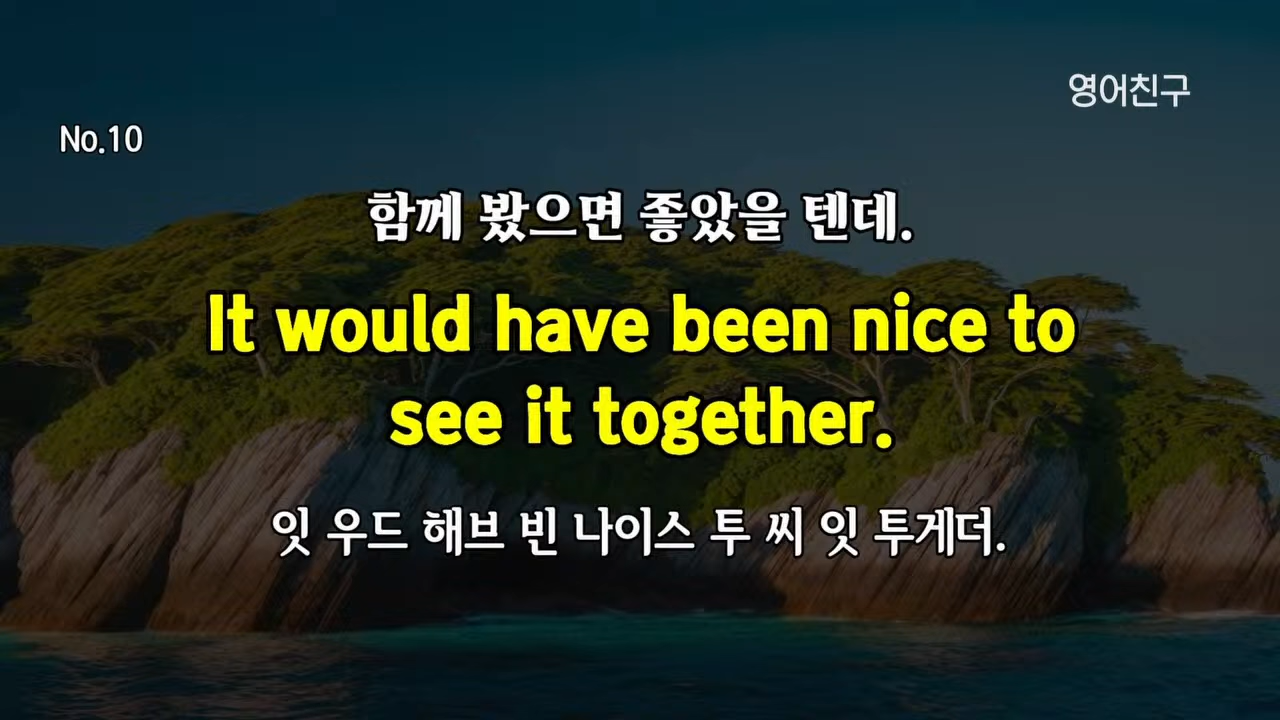 영어친구
No.10
함께 봤으면 좋았을 텐데.
It would have been nice to
see it together.
잇 우드 해브 빈 나이스 투 씨 잇 투게더.